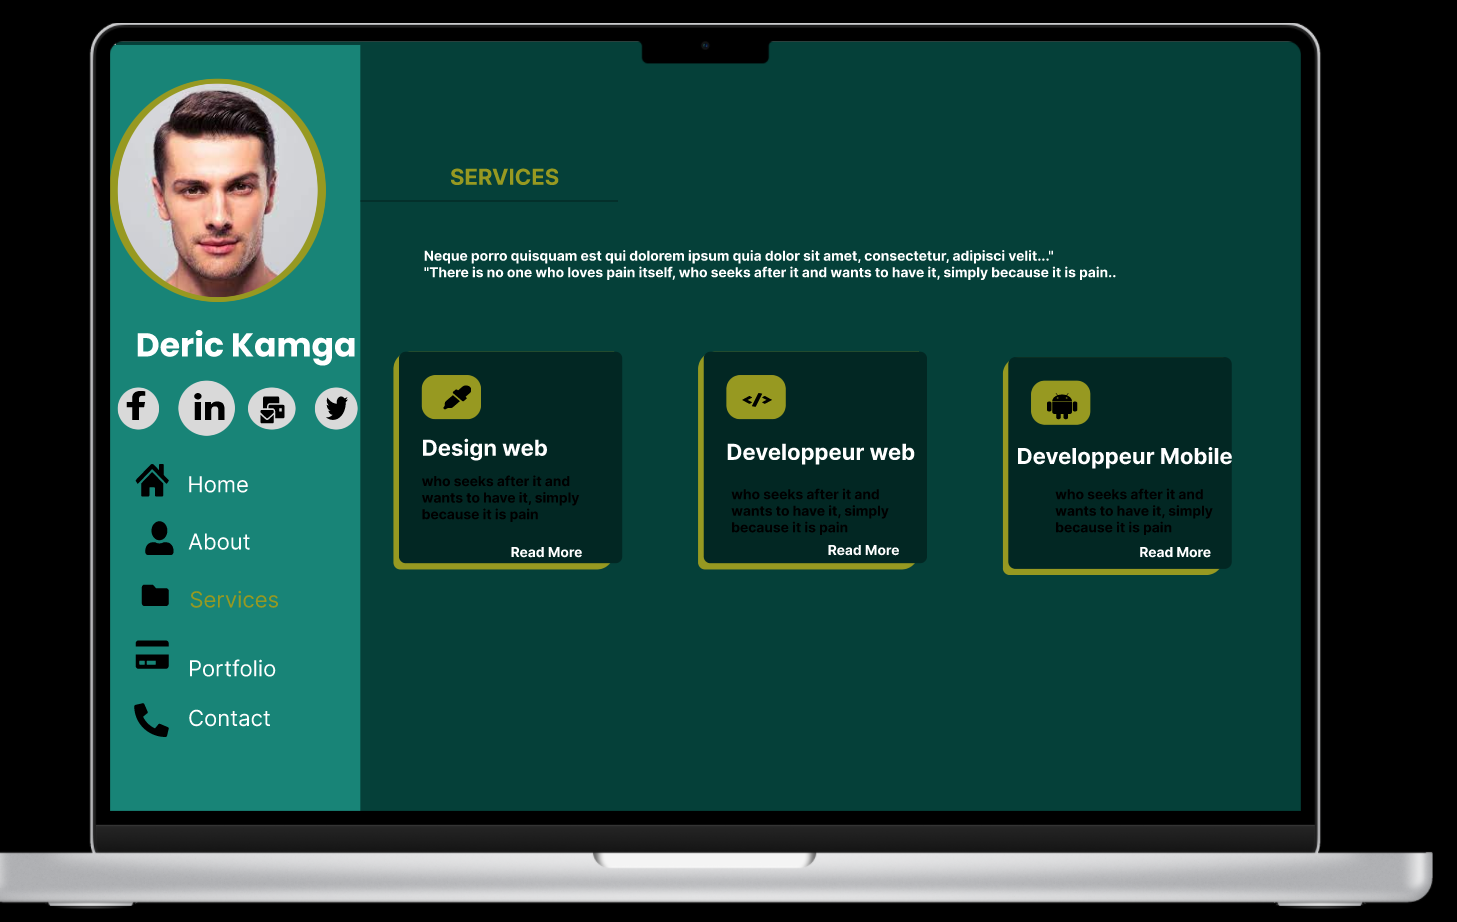 SERVICES
Neque porro quisquam est qui dolorem ipsum quia dolor sit amet, consectetur, adipisci velit..."
"There is no one who loves pain itself, who seeks after it and wants to have it, simply because it is pain..
Deric Kamga
f
in
Home
About
Services
Portfolio
Contact
Design web
who seeks after it and
wants to have it, simply
because it is pain
Read More
</>
Developpeur web
who seeks after it and
wants to have it, simply
because it is pain
Read More
Developpeur Mobile
who seeks after it and
wants to have it, simply
because it is pain
Read More